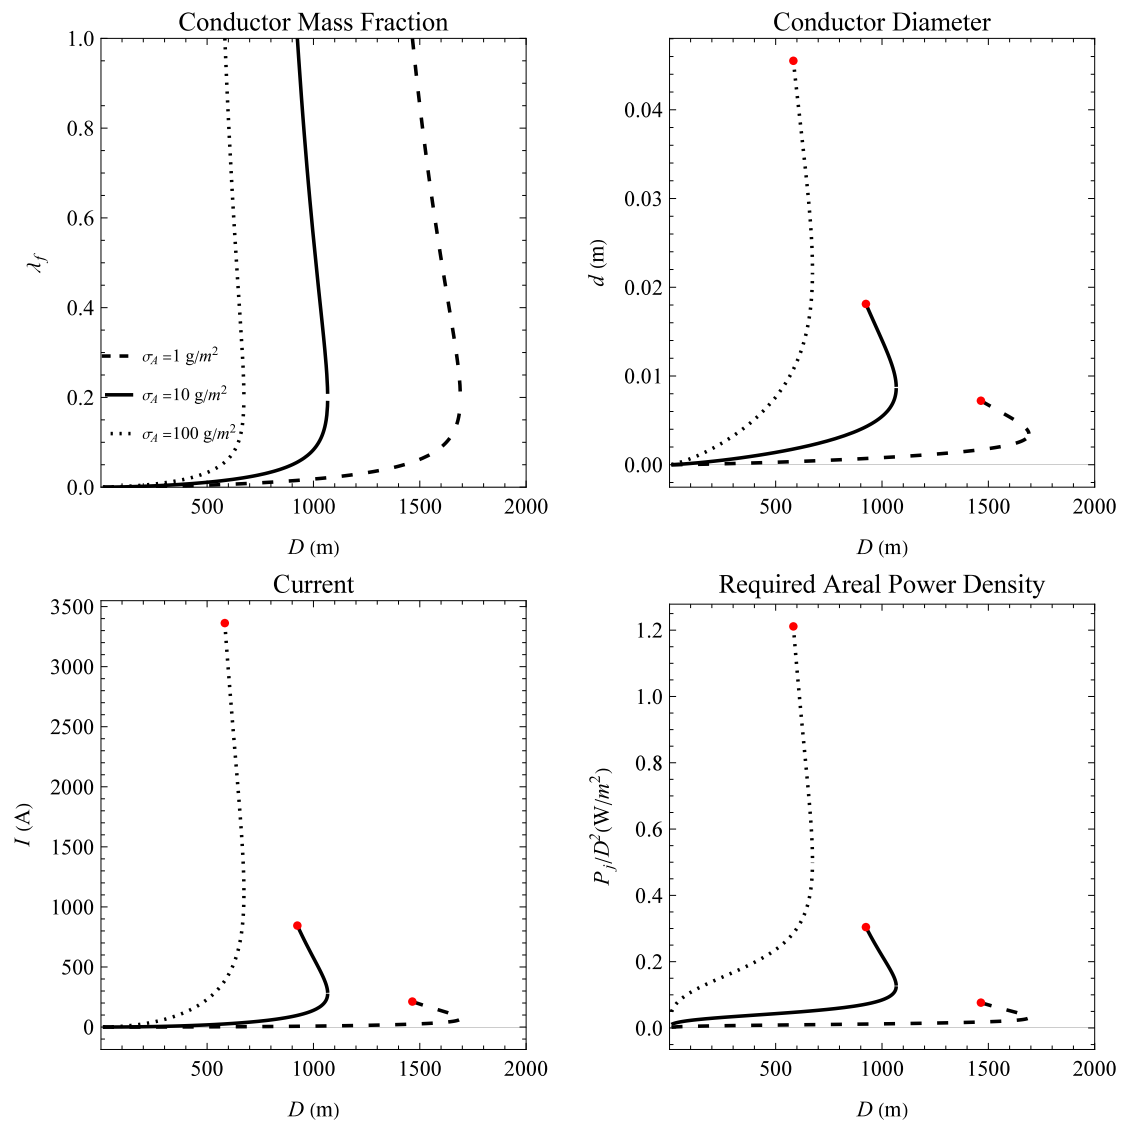 Conductor Mass Fraction
1.0
0.8
0.6
0.4
0.2
0.0
λf
σA =1 g/m²
σA =10 g/m²
σA =100 g/m²
500 1000 1500 2000
D (m)
Conductor Diameter
0.04
0.03
0.02
0.01
0.00
d (m)
500 1000 1500 2000
D (m)
Current
3500
3000
2500
2000
1500
1000
500
0
I (A)
500 1000 1500 2000
D (m)
Required Areal Power Density
1.2
1.0
0.8
0.6
0.4
0.2
0.0
Pj/D²(W/m²)
500 1000 1500 2000
D (m)